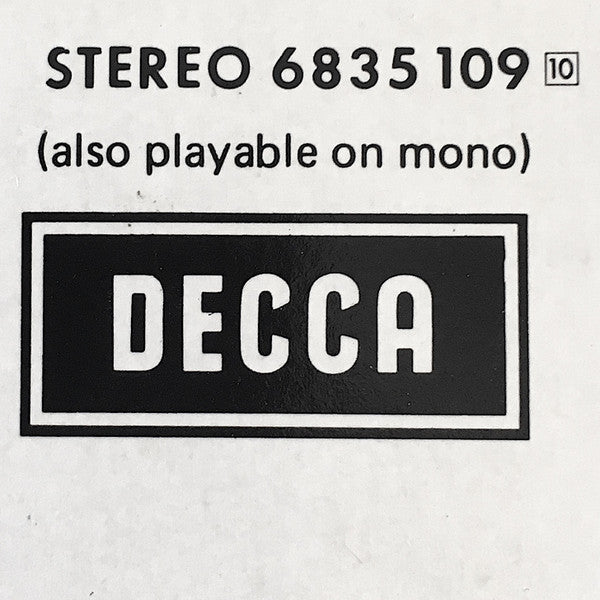 STEREO 6835 109 10
(also playable on mono)
DECCA